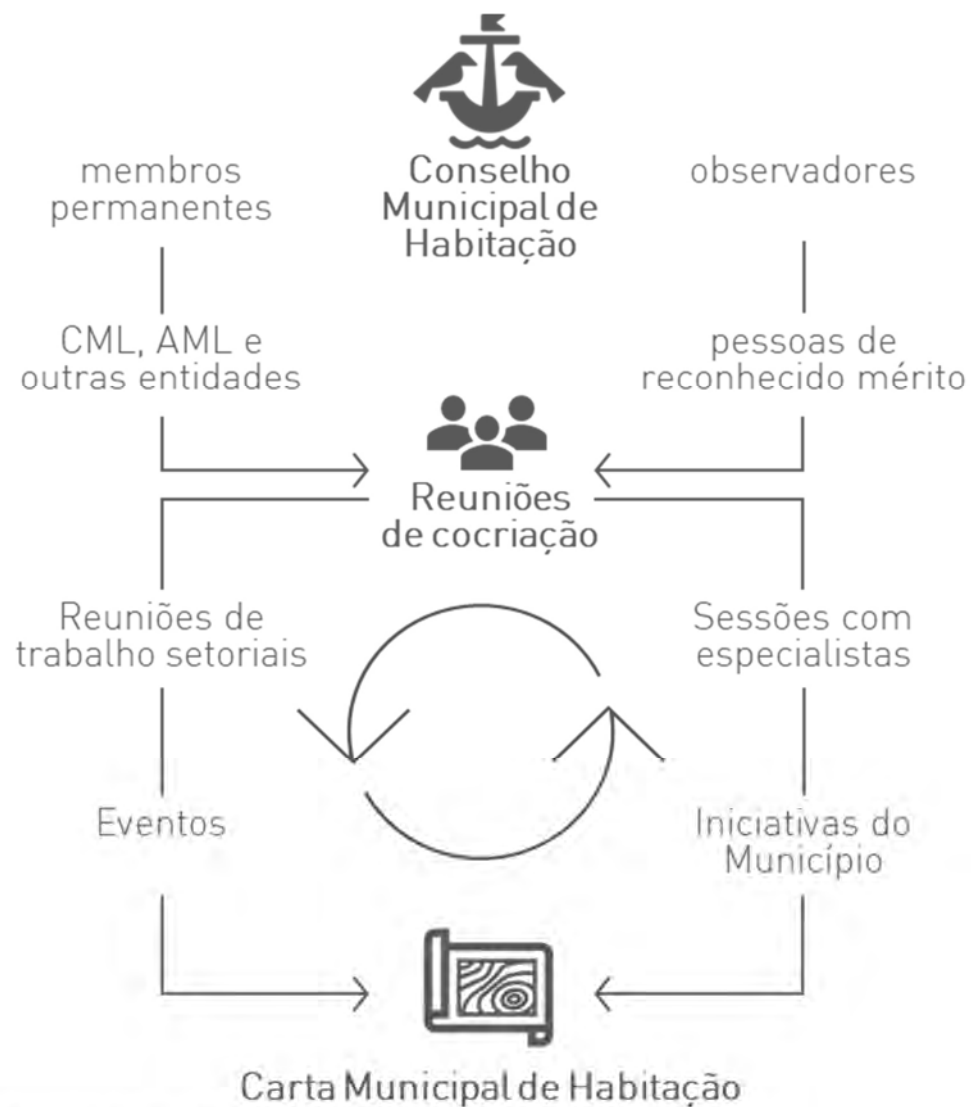 Conselho
Municipal de
Habitação
membros
permanentes
observadores
CML, AML e
outras entidades
pessoas de
reconhecido mérito
Reuniões
de cocriação
Reuniões de
trabalho setoriais
Sessões com
especialistas
Eventos
Iniciativas do
Município
Carta Municipal de Habitação